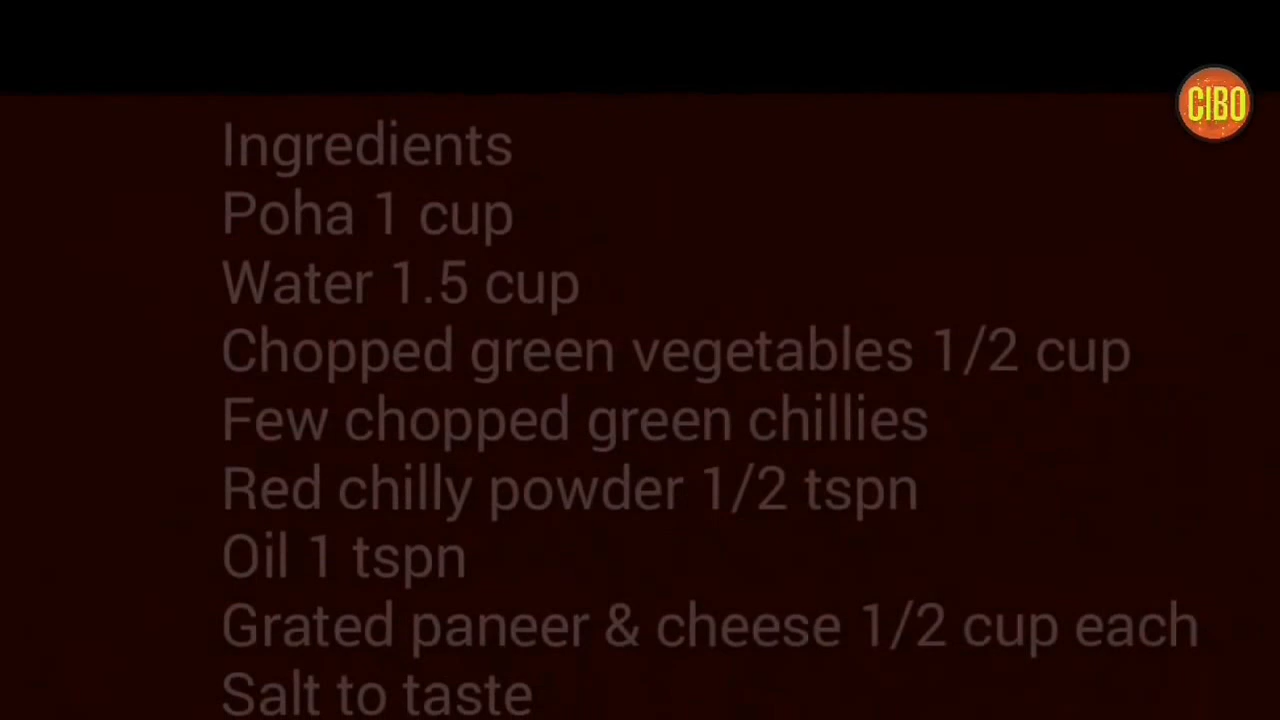 CIBO
Ingredients
Poha 1 cup
Water 1.5 cup
Chopped green vegetables 1/2 cup
Few chopped green chillies
Red chilly powder 1/2 tspn
Oil 1 tspn
Grated paneer & cheese 1/2 cup each
Salt to taste